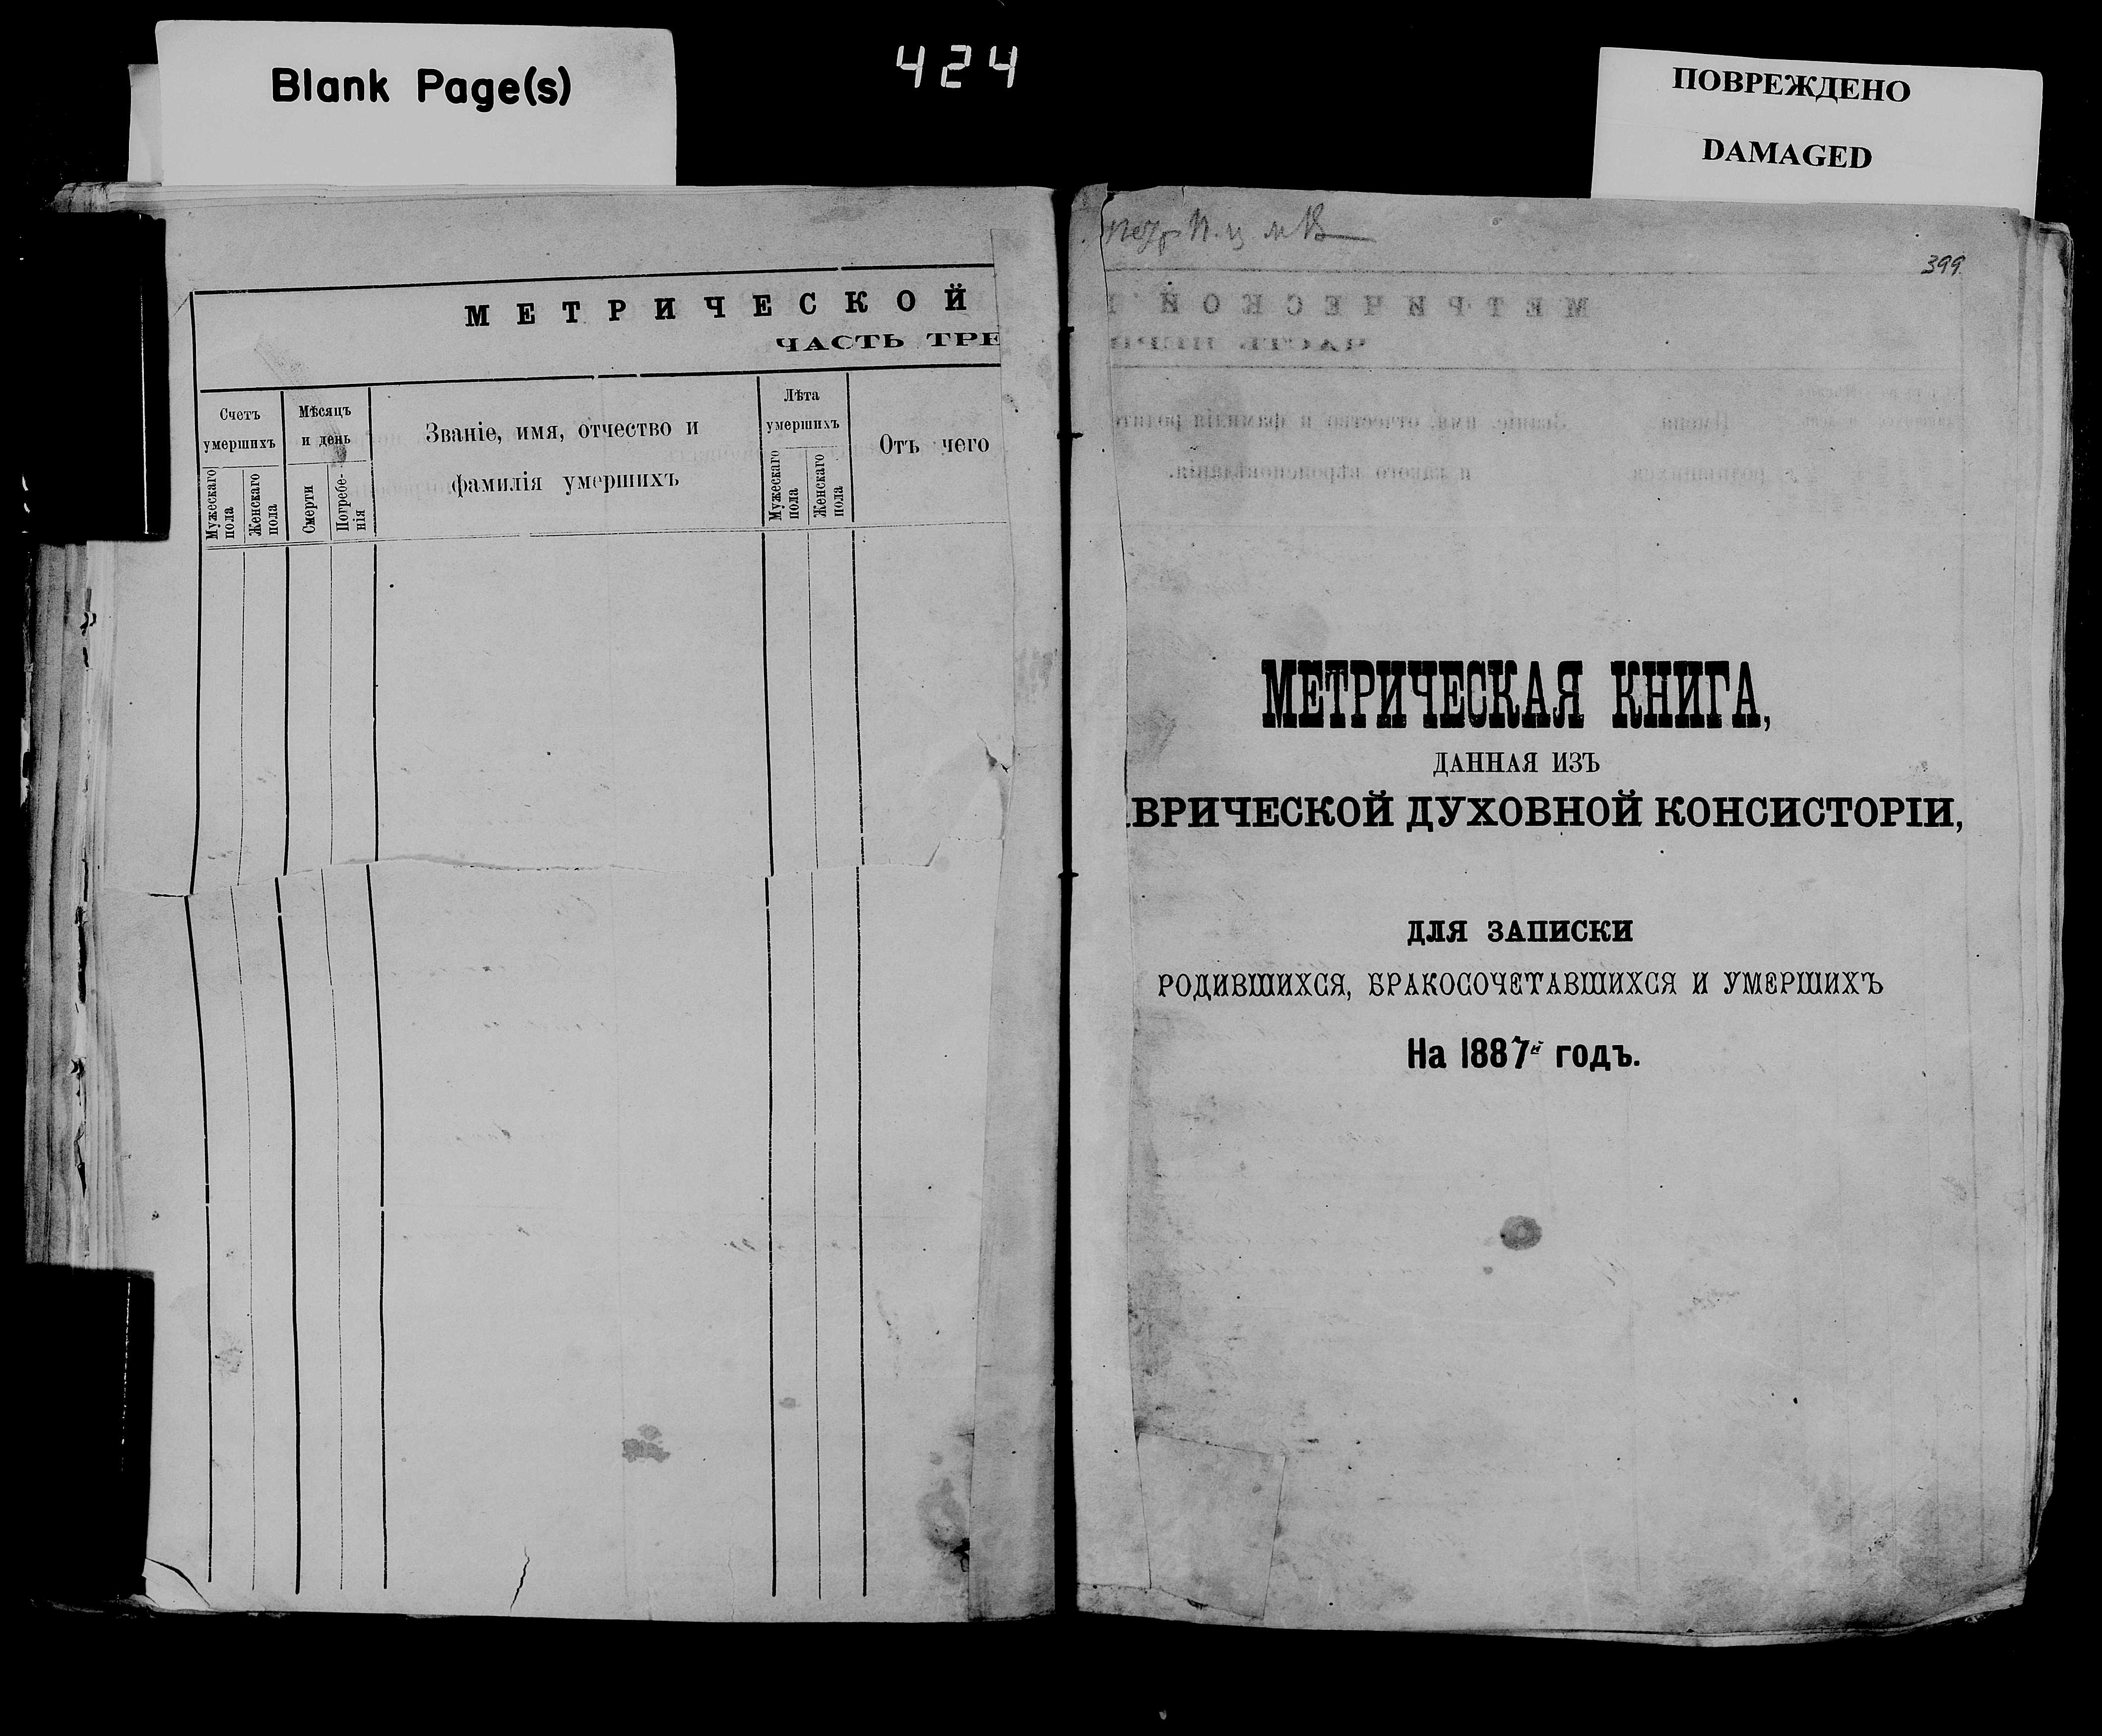 Blank Page(s)
424
ПОВРЕЖДЕНО
DAMAGED
МЕТРИЧЕСКОЙ
ЧАСТЬ ТРЕ
Счетъ
умершихъ
Мужескаго
пола
Женскаго
пола
Мѣсяцъ
и день
Смерти
Погребе-
нія
Званіе, имя, отчество и
фамилія умершихъ
Лѣта
умершихъ
Мужескаго
пола
Женскаго
пола
Отъ чего
399
МЕТРИЧЕСКАЯ КНИГА,
ДАННАЯ ИЗЪ
ВРИЧЕСКОЙ ДУХОВНОЙ КОНСИСТОРІИ,
ДЛЯ ЗАПИСКИ
РОДИВШИХСЯ, БРАКОСОЧЕТАВШИХСЯ И УМЕРШИХЪ
На 1887й годъ.